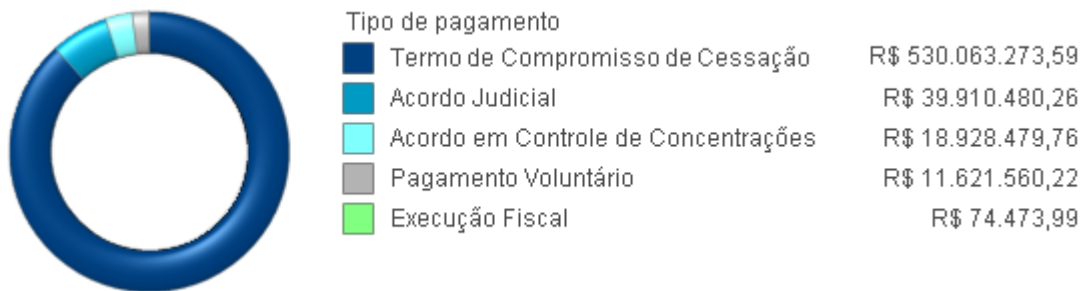 Tipo de pagamento
Termo de Compromisso de Cessação R$ 530.063.273,59
Acordo Judicial R$ 39.910.480,26
Acordo em Controle de Concentrações R$ 18.928.479,76
Pagamento Voluntário R$ 11.621.560,22
Execução Fiscal R$ 74.473,99